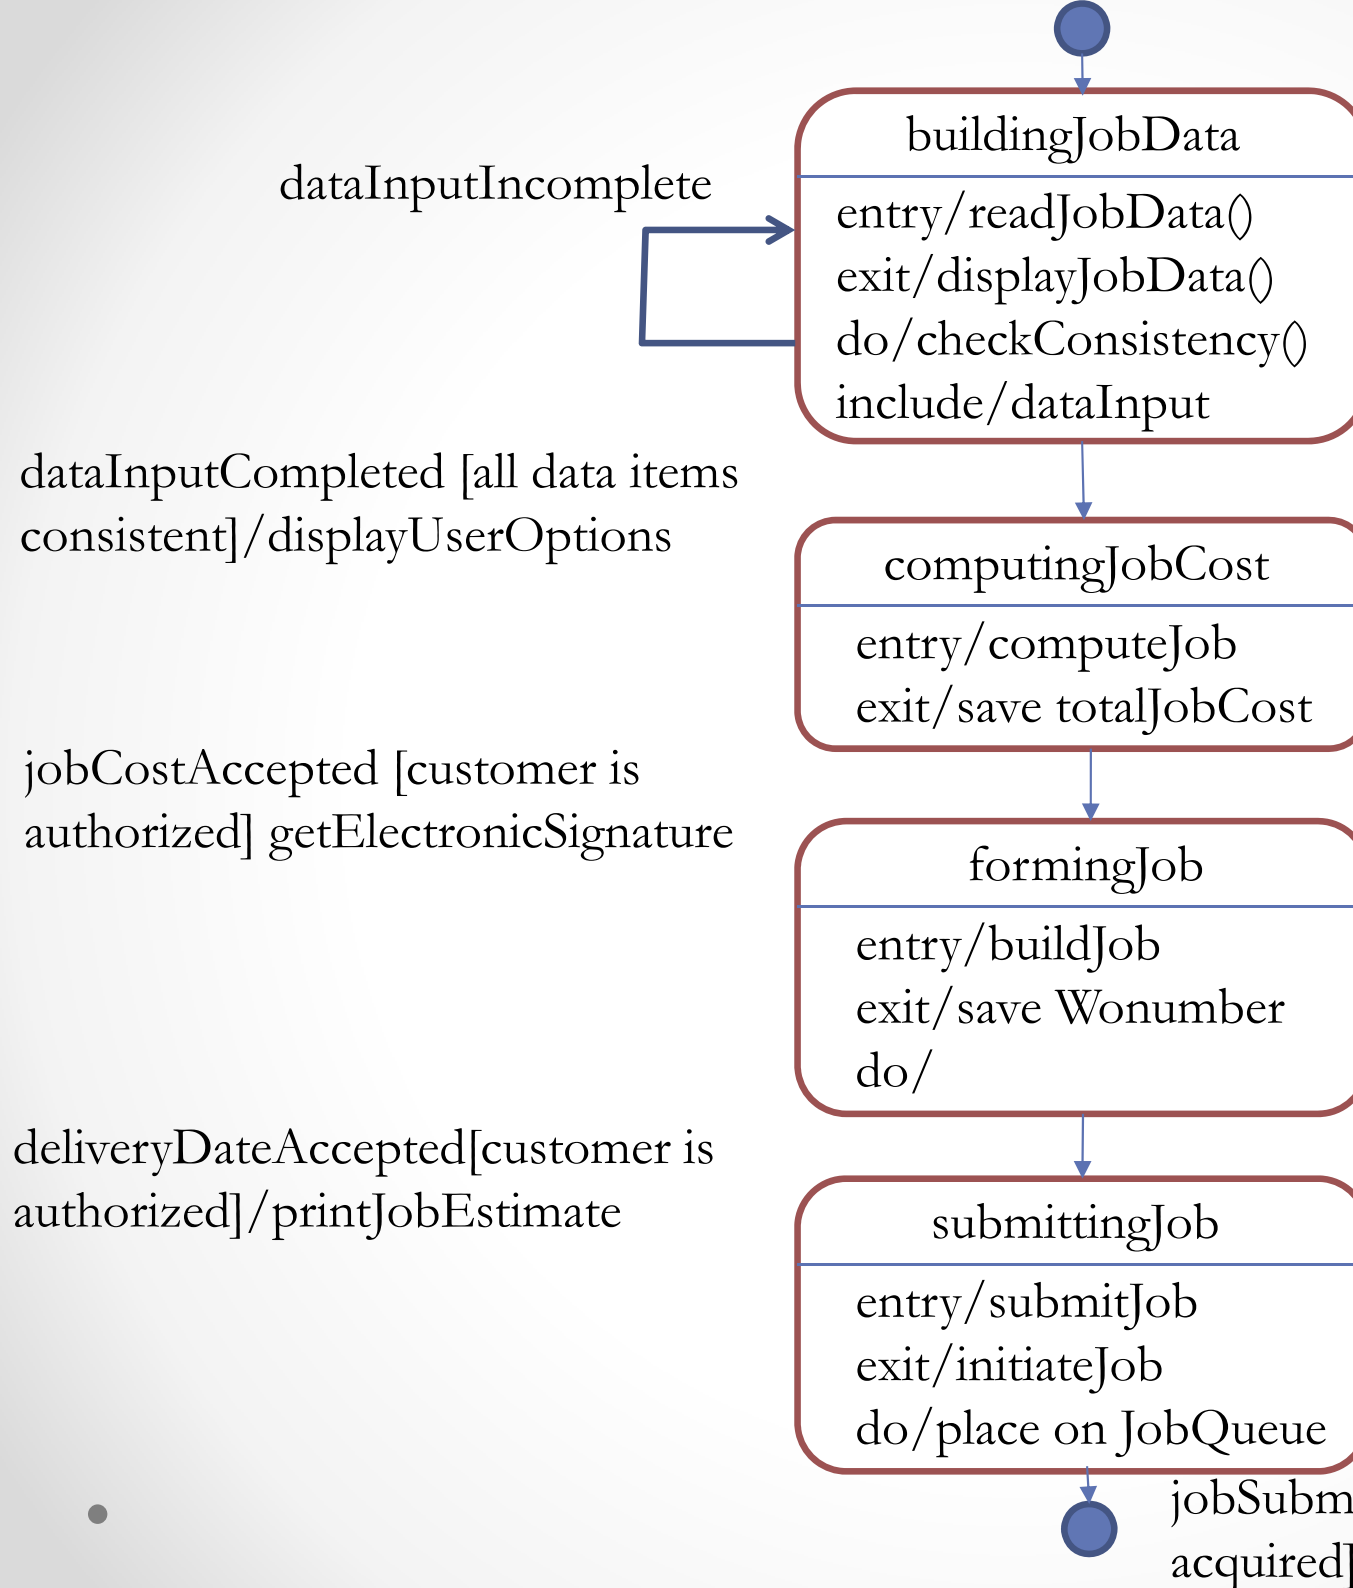 buildingJobData
dataInputIncomplete
entry/readJobData()
exit/displayJobData()
do/checkConsistency()
include/dataInput
dataInputCompleted [all data items
consistent]/displayUserOptions
computingJobCost
entry/computeJob
exit/save totalJobCost
jobCostAccepted [customer is
authorized] getElectronicSignature
formingJob
entry/buildJob
exit/save Wonumber
do/
deliveryDateAccepted[customer is
authorized]/printJobEstimate
submittingJob
entry/submitJob
exit/initiateJob
do/place on JobQueue
acquired]